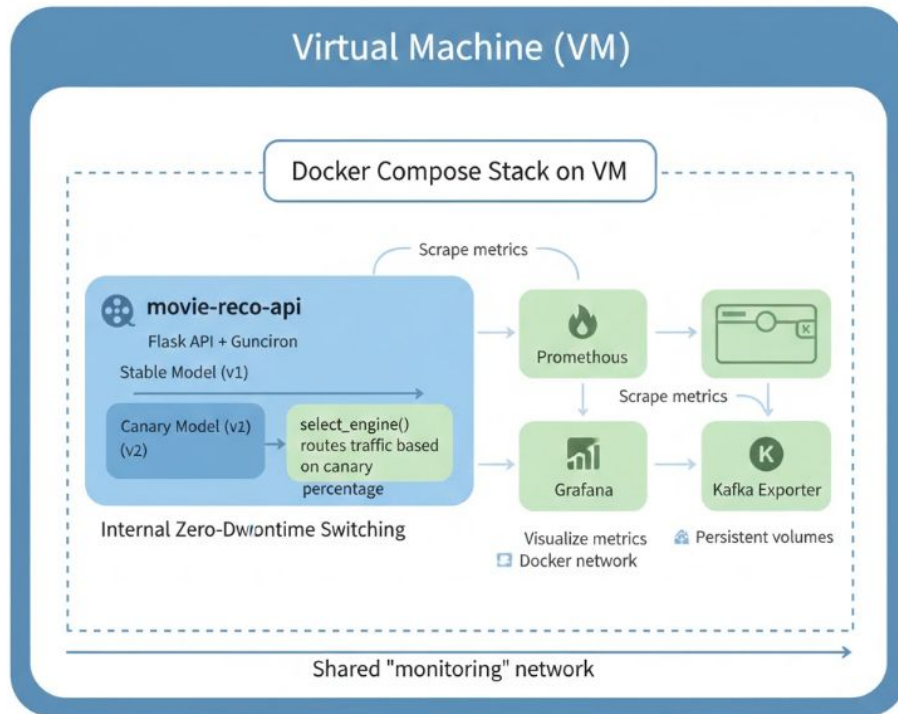 Virtual Machine (VM)
Docker Compose Stack on VM
Scrape metrics
movie-reco-api
Flask API + Gunciron
Stable Model (v1)
Canary Model (v2)
(v2)
select_engine()
routes traffic based
on canary
percentage
Internal Zero-Dwiontime Switching
Promethous
Scrape metrics
Grafana
K
Kafka Exporter
Visualize metrics
Docker network
Persistent volumes
Shared "monitoring" network